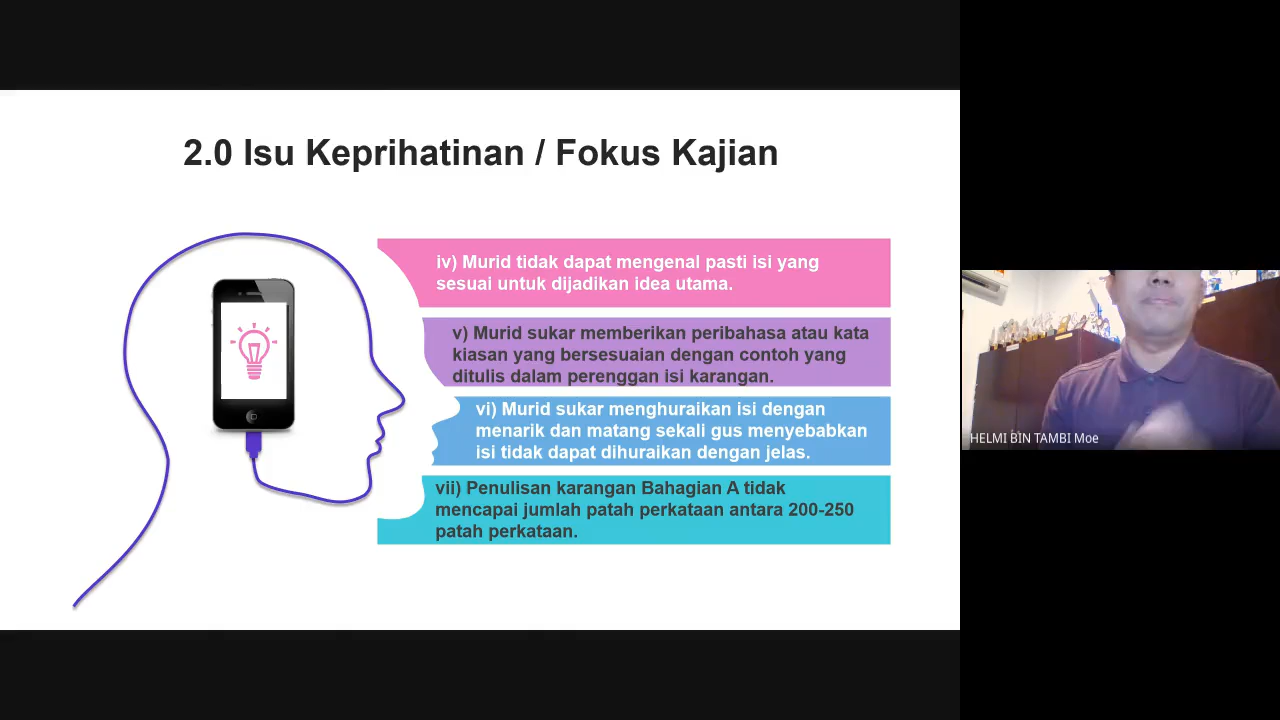 2.0 Isu Keprihatinan / Fokus Kajian
iv) Murid tidak dapat mengenal pasti isi yang
sesuai untuk dijadikan idea utama.
v) Murid sukar memberikan peribahasa atau kata
kiasan yang bersesuaian dengan contoh yang
ditulis dalam perenggan isi karangan.
vi) Murid sukar menghuraikan isi dengan
menarik dan matang sekali gus menyebabkan
isi tidak dapat dihuraikan dengan jelas.
vii) Penulisan karangan Bahagian A tidak
mencapai jumlah patah perkataan antara 200-250
patah perkataan.
HELMI BIN TAMBI Moe